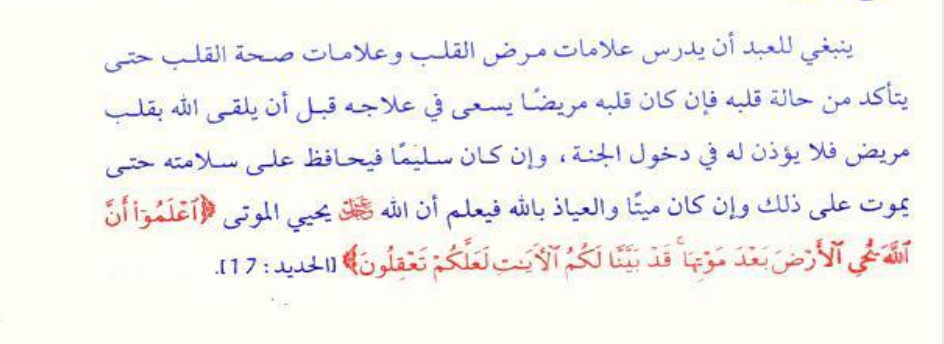 ينبغي للعبد أن يدرس علامات مرض القلب وعلامات صحة القلب حتى
يتأكد من حالة قلبه فإن كان قلبه مريضًا يسعى في علاجه قبل أن يلقى الله بقلب
مريض فلا يؤذن له في دخول الجنة، وإن كان سليمًا فيحافظ على سلامته حتى
يموت على ذلك وإن كان ميتًا والعياذ بالله فيعلم أن الله ﷻ يحيي الموتى ﴿ٱعْلَمُوٓا۟ أَنَّ
ٱللَّهَ يُحْىِ ٱلْأَرْضَ بَعْدَ مَوْتِهَا ۚ قَدْ بَيَّنَّا لَكُمُ ٱلْـَٔايَـٰتِ لَعَلَّكُمْ تَعْقِلُونَ﴾ [الحديد: 17].